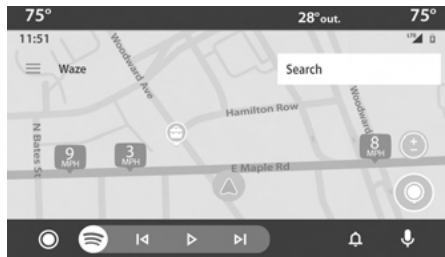 75°
28°out.
75°
11:51
LTE
Waze
Search
Woodward Ave
Hamilton Row
Woodward
N Bates St
9
MPH
3
MPH
8
MPH
E Maple Rd